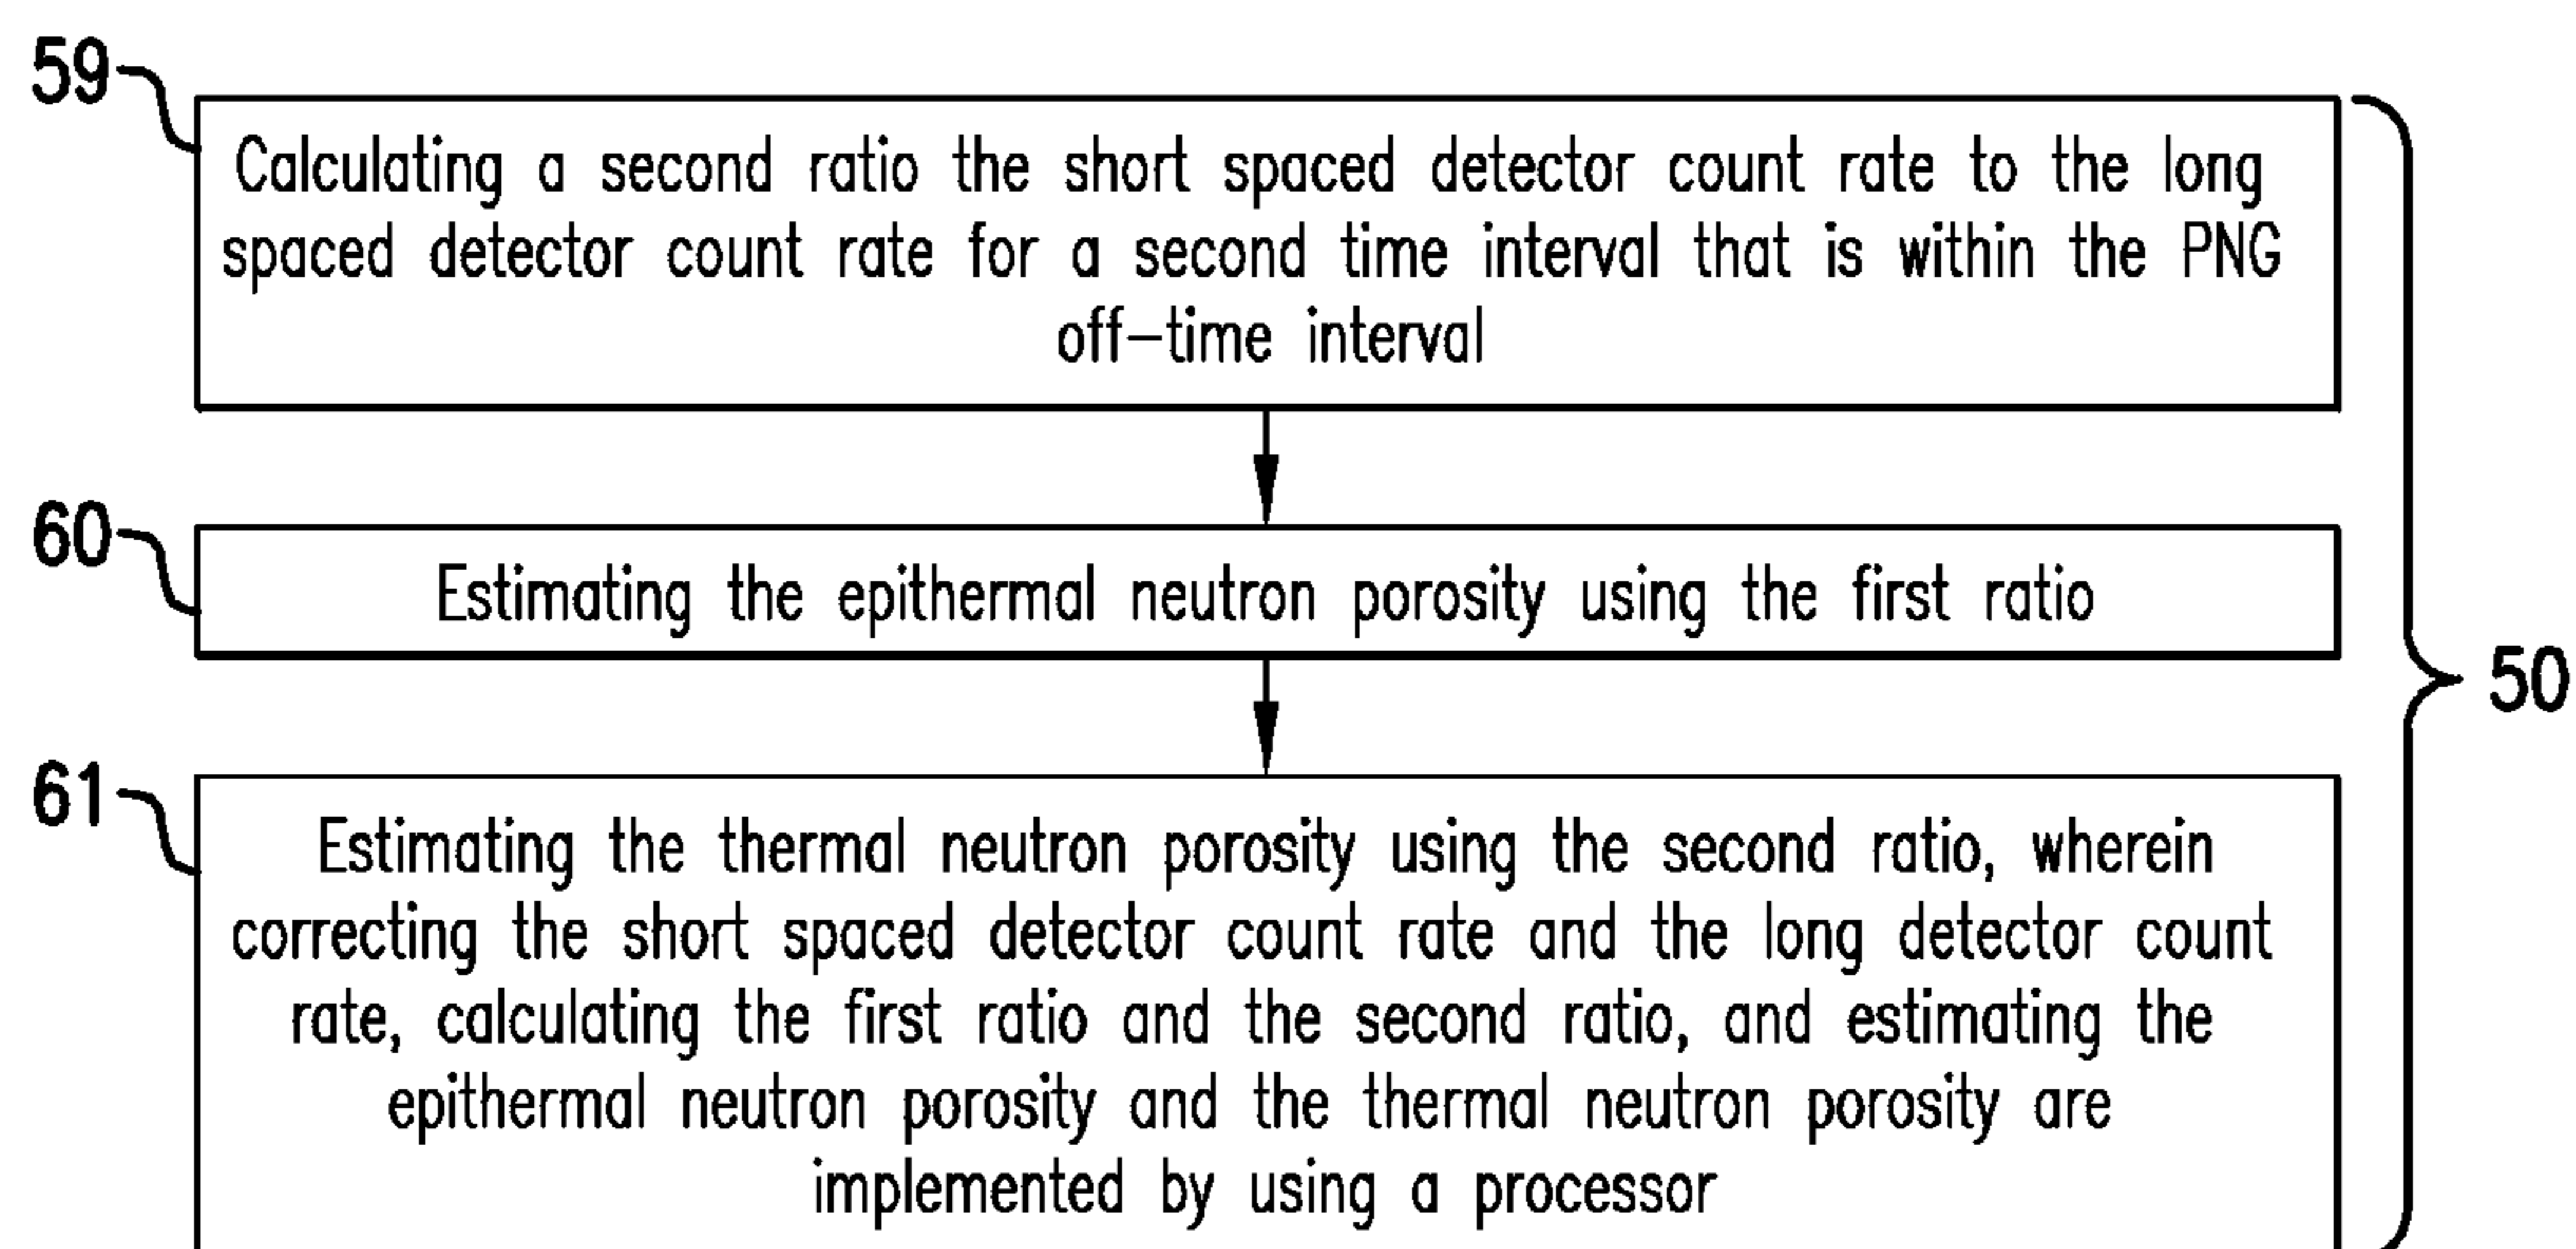 59
Calculating a second ratio the short spaced detector count rate to the long
spaced detector count rate for a second time interval that is within the PNG
off-time interval
60
Estimating the epithermal neutron porosity using the first ratio
50
61
Estimating the thermal neutron porosity using the second ratio, wherein
correcting the short spaced detector count rate and the long detector count
rate, calculating the first ratio and the second ratio, and estimating the
epithermal neutron porosity and the thermal neutron porosity are
implemented by using a processor